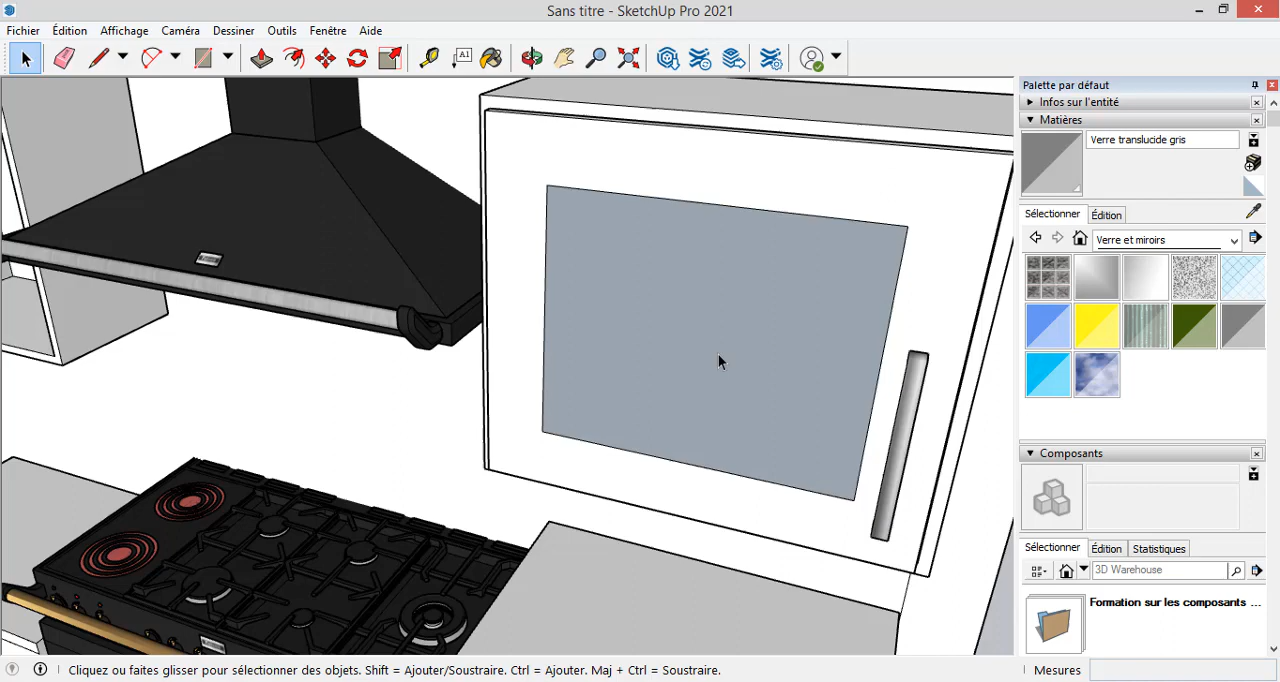 Sans titre - SketchUp Pro 2021
Fichier Édition Affichage Caméra Dessiner Outils Fenêtre Aide
A1
Palette par défaut
Infos sur l'entité
Matières
Verre translucide gris
Sélectionner Édition
Verre et miroirs
Composants
Sélectionner Édition Statistiques
3D Warehouse
Formation sur les composants ...
Cliquez ou faites glisser pour sélectionner des objets. Shift = Ajouter/Soustraire. Ctrl = Ajouter. Maj + Ctrl = Soustraire.
Mesures